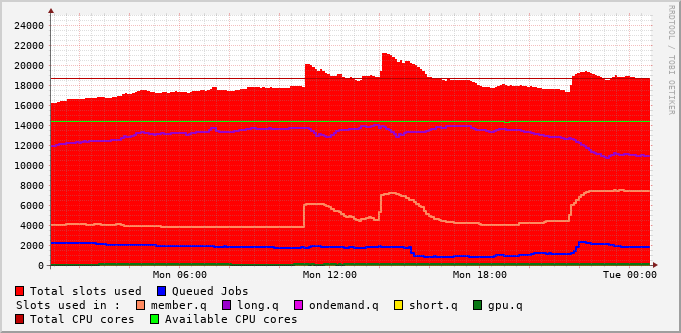 24000
22000
20000
18000
16000
14000
12000
10000
8000
6000
4000
2000
0
Mon 06:00 Mon 12:00 Mon 18:00 Tue 00:00
RRDTOOL / TOBI OETIKER
Total slots used Queued Jobs
Slots used in : member.q long.q ondemand.q short.q gpu.q
Total CPU cores Available CPU cores